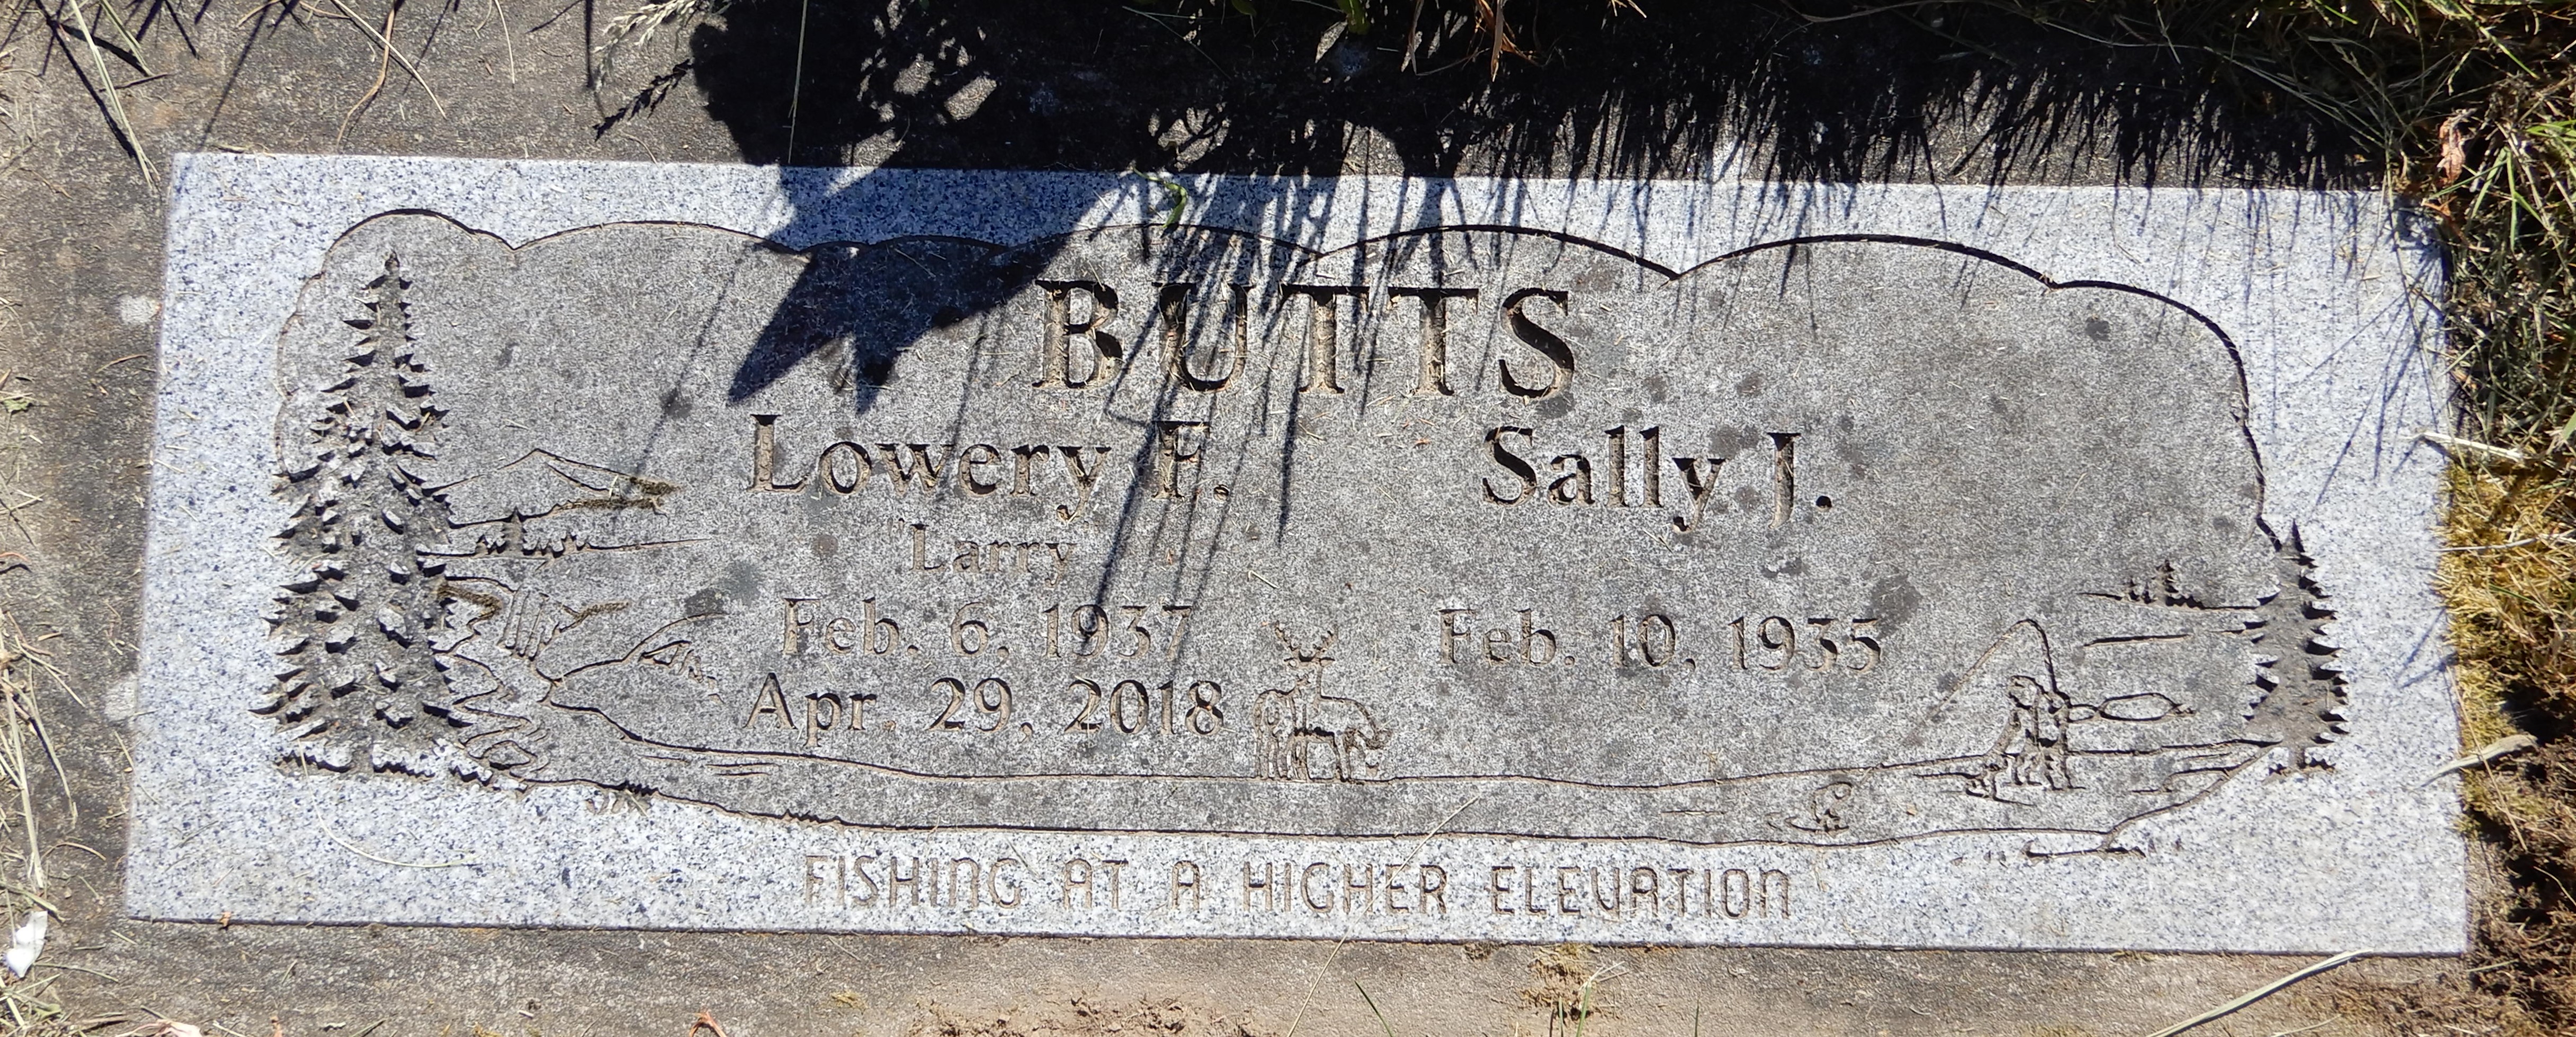 BUTTS
Lowery F. Sally J.
"Larry"
Feb. 6, 1937 Feb. 10, 1935
Apr. 29, 2018
FISHING AT A HIGHER ELEVATION